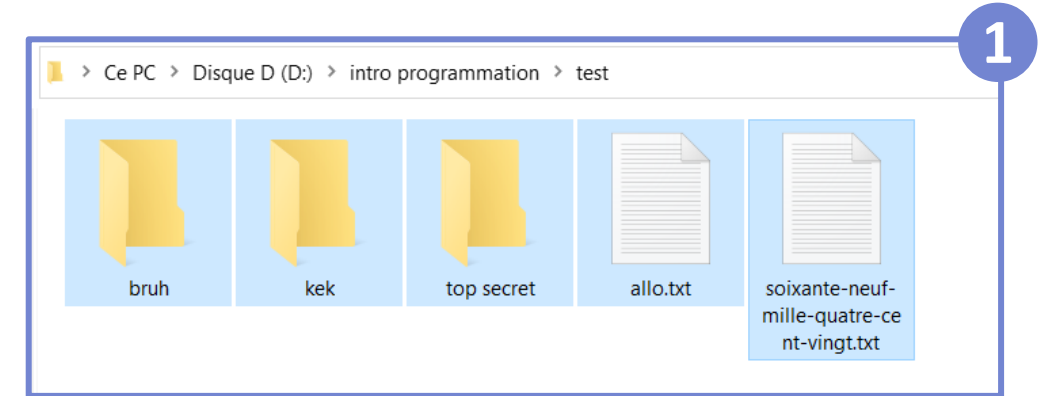 1
> Ce PC > Disque D (D:) > intro programmation > test
bruh
kek
top secret
allo.txt
soixante-neuf-
mille-quatre-ce
nt-vingt.txt